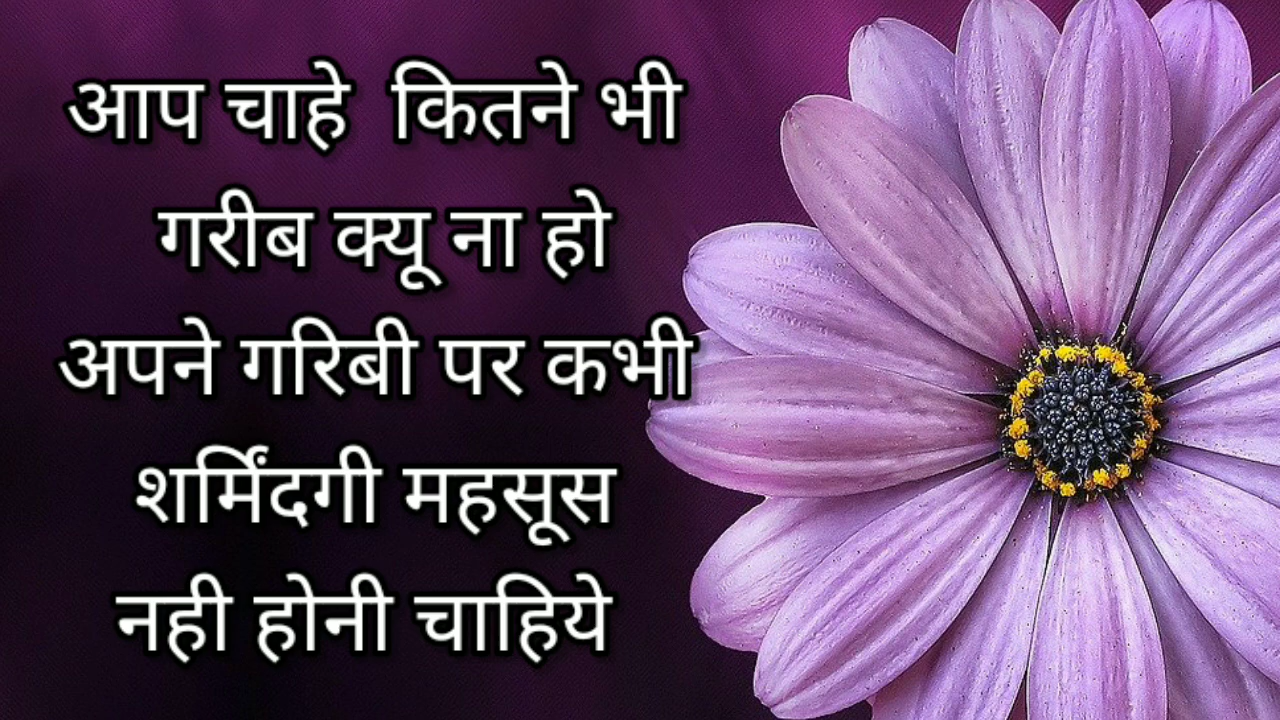 आप चाहे  कितने भी
गरीब क्यू ना हो
अपने गरिबी पर कभी
शर्मिंदगी महसूस
नही होनी चाहिये